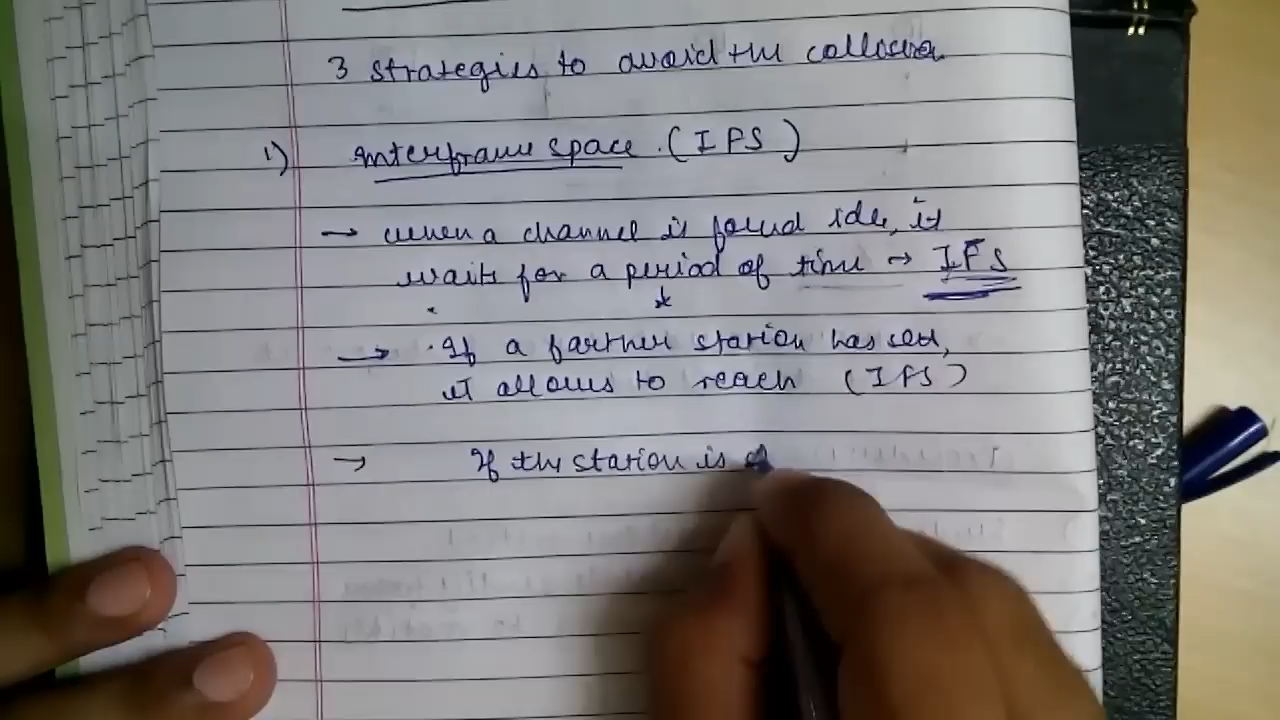 3 strategies to avoid the collision
1) Interframe space. (IFS)
→ when a channel is found idle, it
waits for a period of time → IFS
→ If a farther station has sed,
it allows to reach (IFS)
→ If the station is